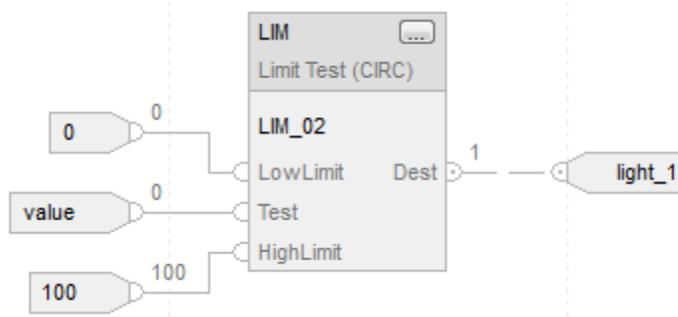 LIM ...
Limit Test (CIRC)
LIM_02
0 0
LowLimit Dest 1 light_1
value 0 Test
HighLimit
100 100